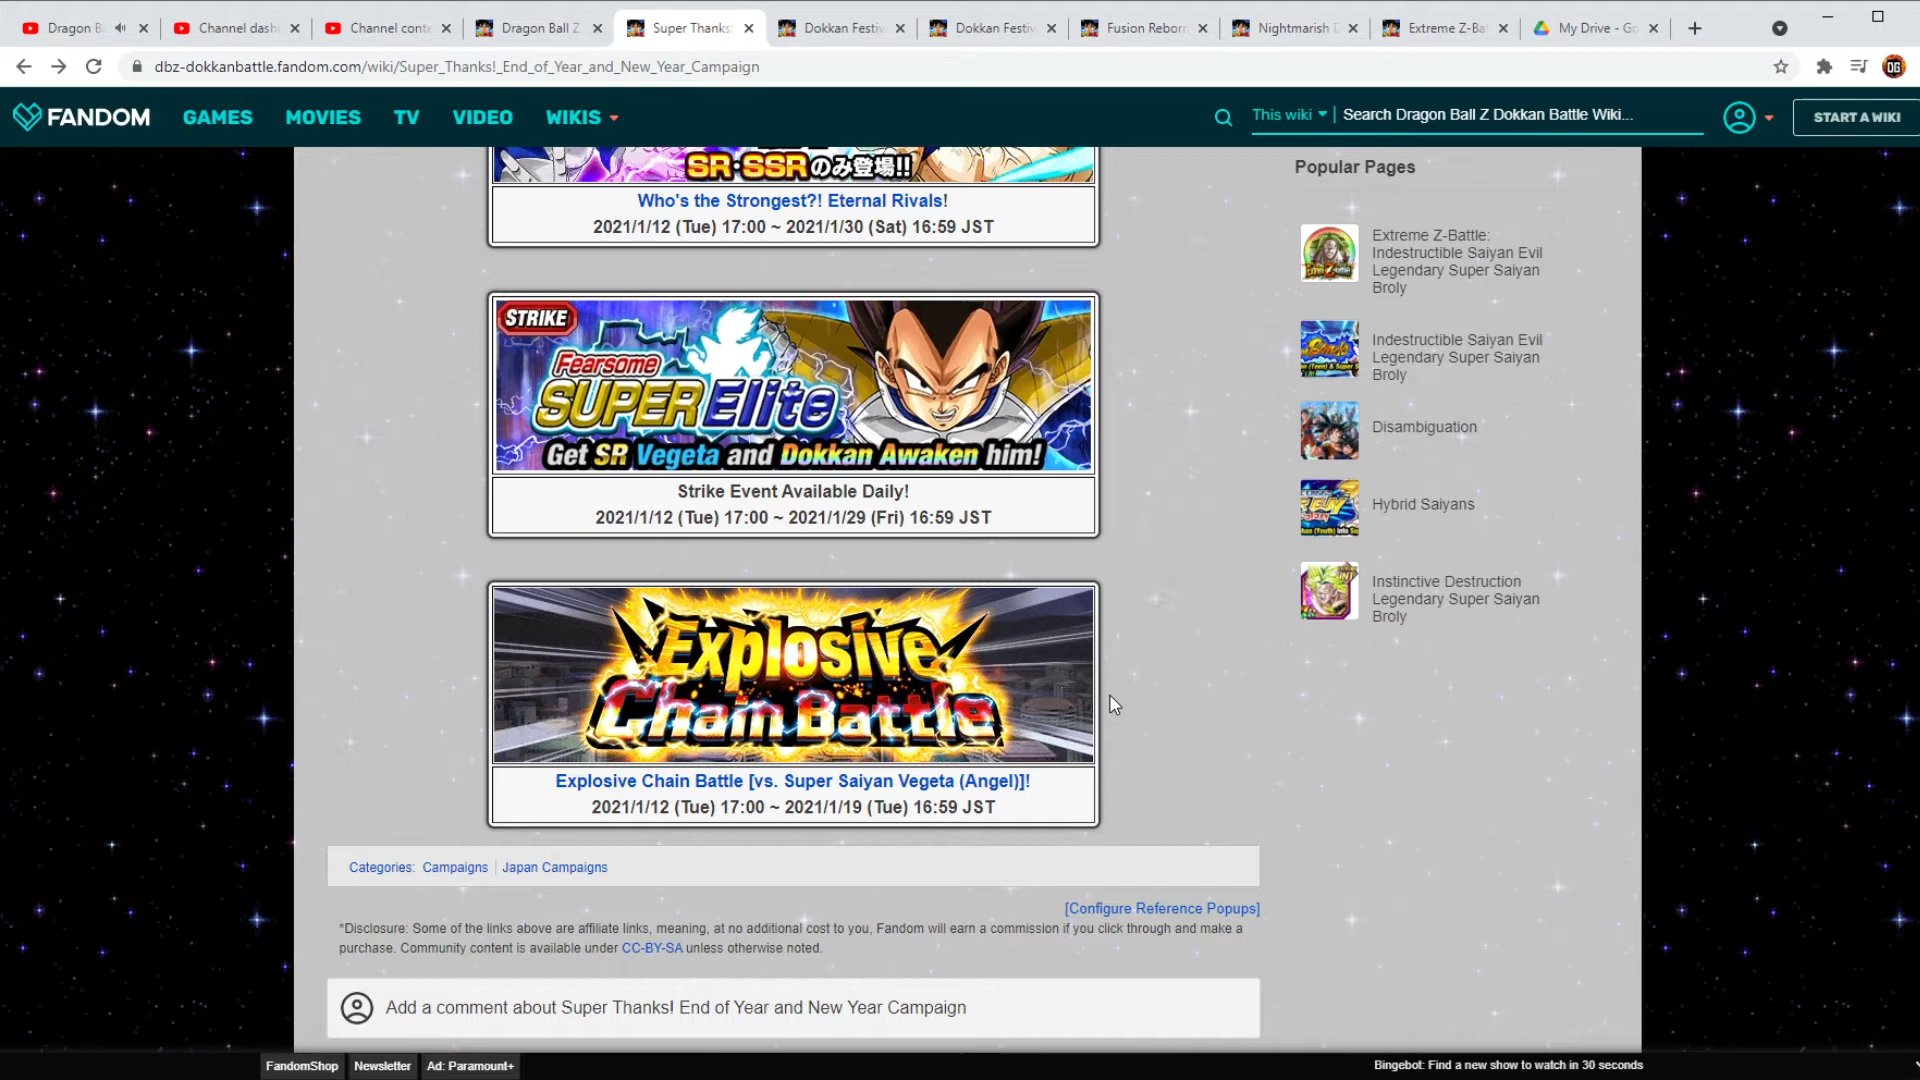 Dragon B
Channel dash
Channel conte
Dragon Ball Z
Super Thanks
Dokkan Festiv
Dokkan Festiv
Fusion Reborn
Nightmarish D
Extreme Z-Ba
My Drive - Go
dbz-dokkanbattle.fandom.com/wiki/Super_Thanks!_End_of_Year_and_New_Year_Campaign
DG
FANDOM
GAMES
MOVIES
TV
VIDEO
WIKIS
This wiki
Search Dragon Ball Z Dokkan Battle Wiki...
START A WIKI
SR・SSRのみ登場!!
Who's the Strongest?! Eternal Rivals!
2021/1/12 (Tue) 17:00 ~ 2021/1/30 (Sat) 16:59 JST
STRIKE
Fearsome
SUPER Elite
Get SR Vegeta and Dokkan Awaken him!
Strike Event Available Daily!
2021/1/12 (Tue) 17:00 ~ 2021/1/29 (Fri) 16:59 JST
Explosive
Chain Battle
Explosive Chain Battle [vs. Super Saiyan Vegeta (Angel)]!
2021/1/12 (Tue) 17:00 ~ 2021/1/19 (Tue) 16:59 JST
Popular Pages
Extreme Z-Battle:
Indestructible Saiyan Evil
Legendary Super Saiyan
Broly
Indestructible Saiyan Evil
Legendary Super Saiyan
Broly
Disambiguation
Hybrid Saiyans
Instinctive Destruction
Legendary Super Saiyan
Broly
Categories: Campaigns Japan Campaigns
[Configure Reference Popups]
*Disclosure: Some of the links above are affiliate links, meaning, at no additional cost to you, Fandom will earn a commission if you click through and make a
purchase. Community content is available under CC-BY-SA unless otherwise noted.
Add a comment about Super Thanks! End of Year and New Year Campaign
FandomShop
Newsletter
Ad: Paramount+
Bingebot: Find a new show to watch in 30 seconds